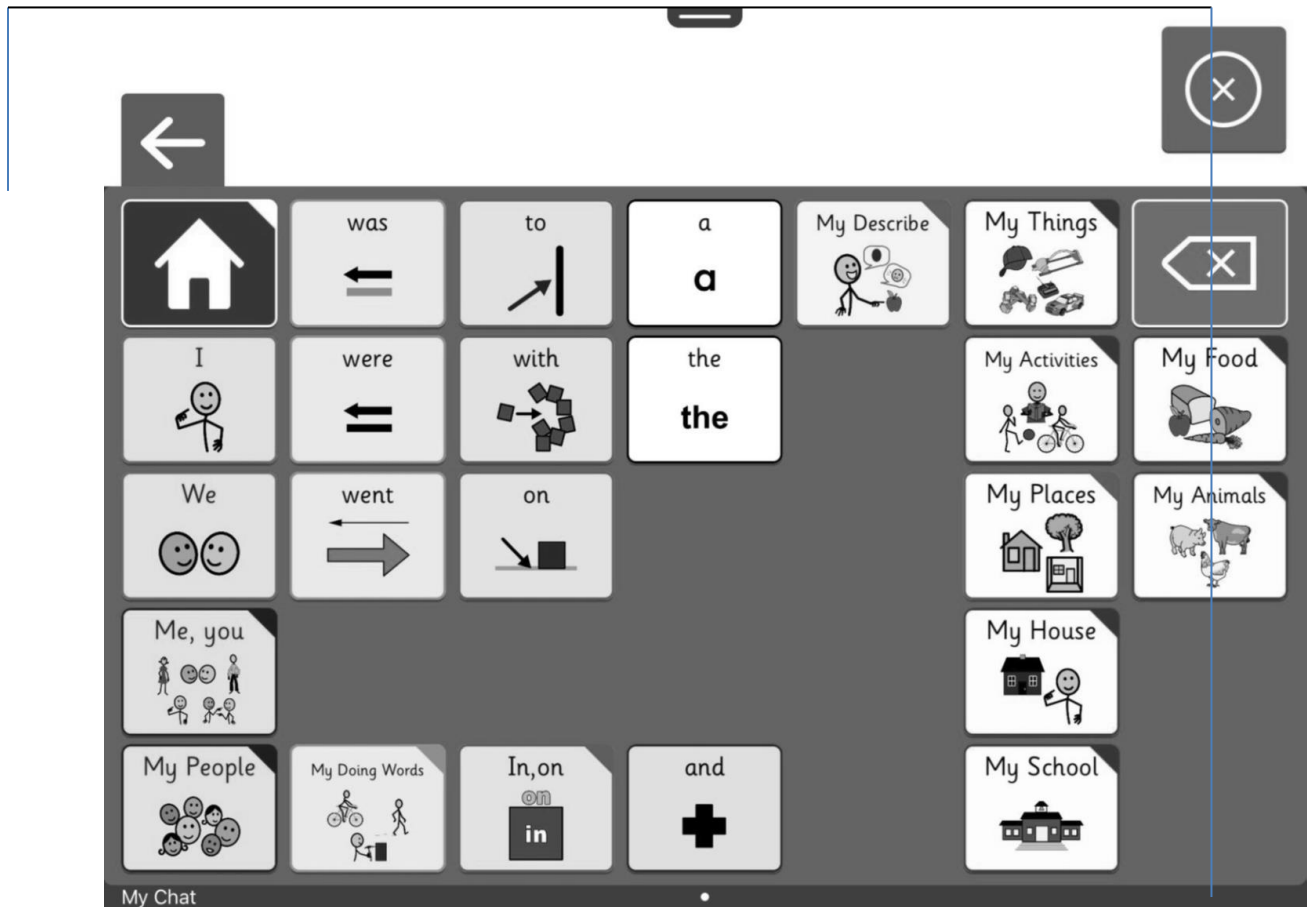 was
to
a
a
My Describe
My Things
I
were
with
the
the
My Activities
My Food
We
went
on
My Places
My Animals
Me, you
My House
My People
My Doing Words
In,on
on
in
and
My School
My Chat